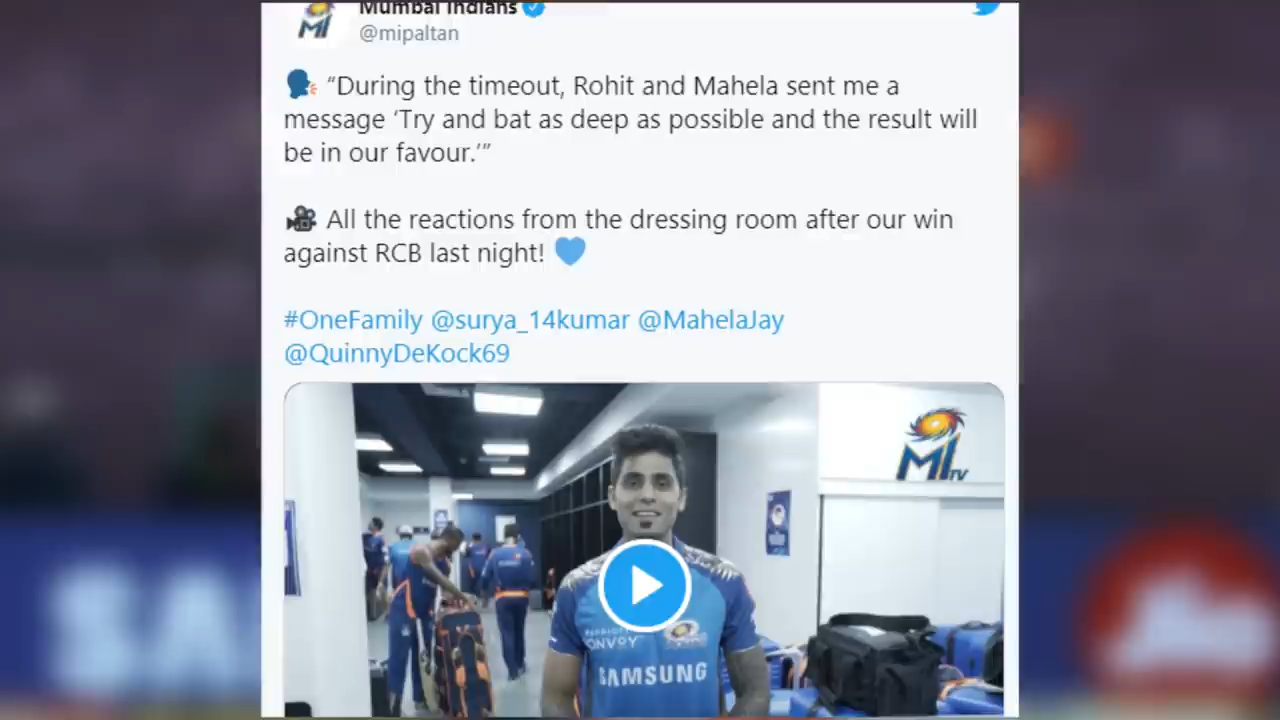 Mumbai Indians
@mipaltan
“During the timeout, Rohit and Mahela sent me a
message ‘Try and bat as deep as possible and the result will
be in our favour.’”
All the reactions from the dressing room after our win
against RCB last night!
#OneFamily @surya_14kumar @MahelaJay
@QuinnyDeKock69
MI
TV
SAMSUNG